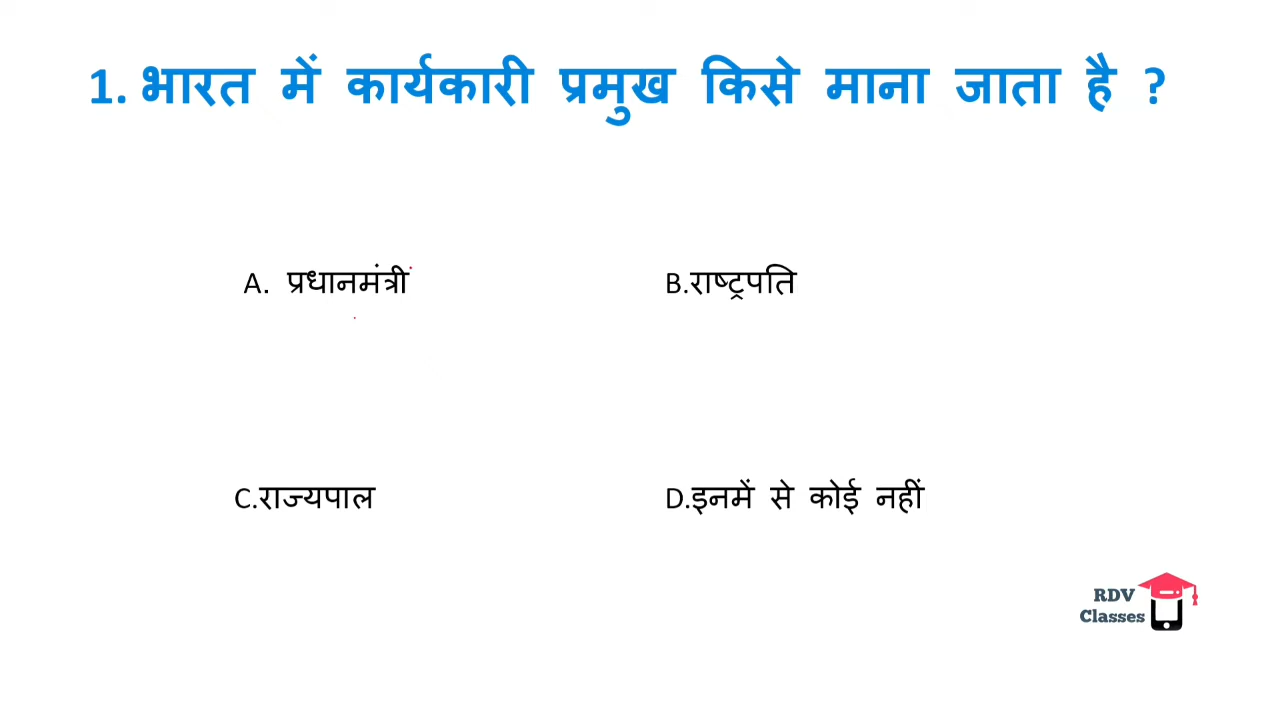 1. भारत में कार्यकारी प्रमुख किसे माना जाता है ?
A. प्रधानमंत्री
B.राष्ट्रपति
C.राज्यपाल
D.इनमें से कोई नहीं
RDV
Classes